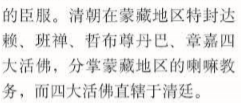 的臣服。清朝在蒙藏地区特封达
赖、班禅、哲布尊丹巴、章嘉四
大活佛，分掌蒙藏地区的喇嘛教
务，而四大活佛直辖于清廷。